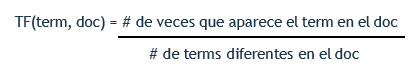 TF(term, doc) = # de veces que aparece el term en el doc
# de terms diferentes en el doc